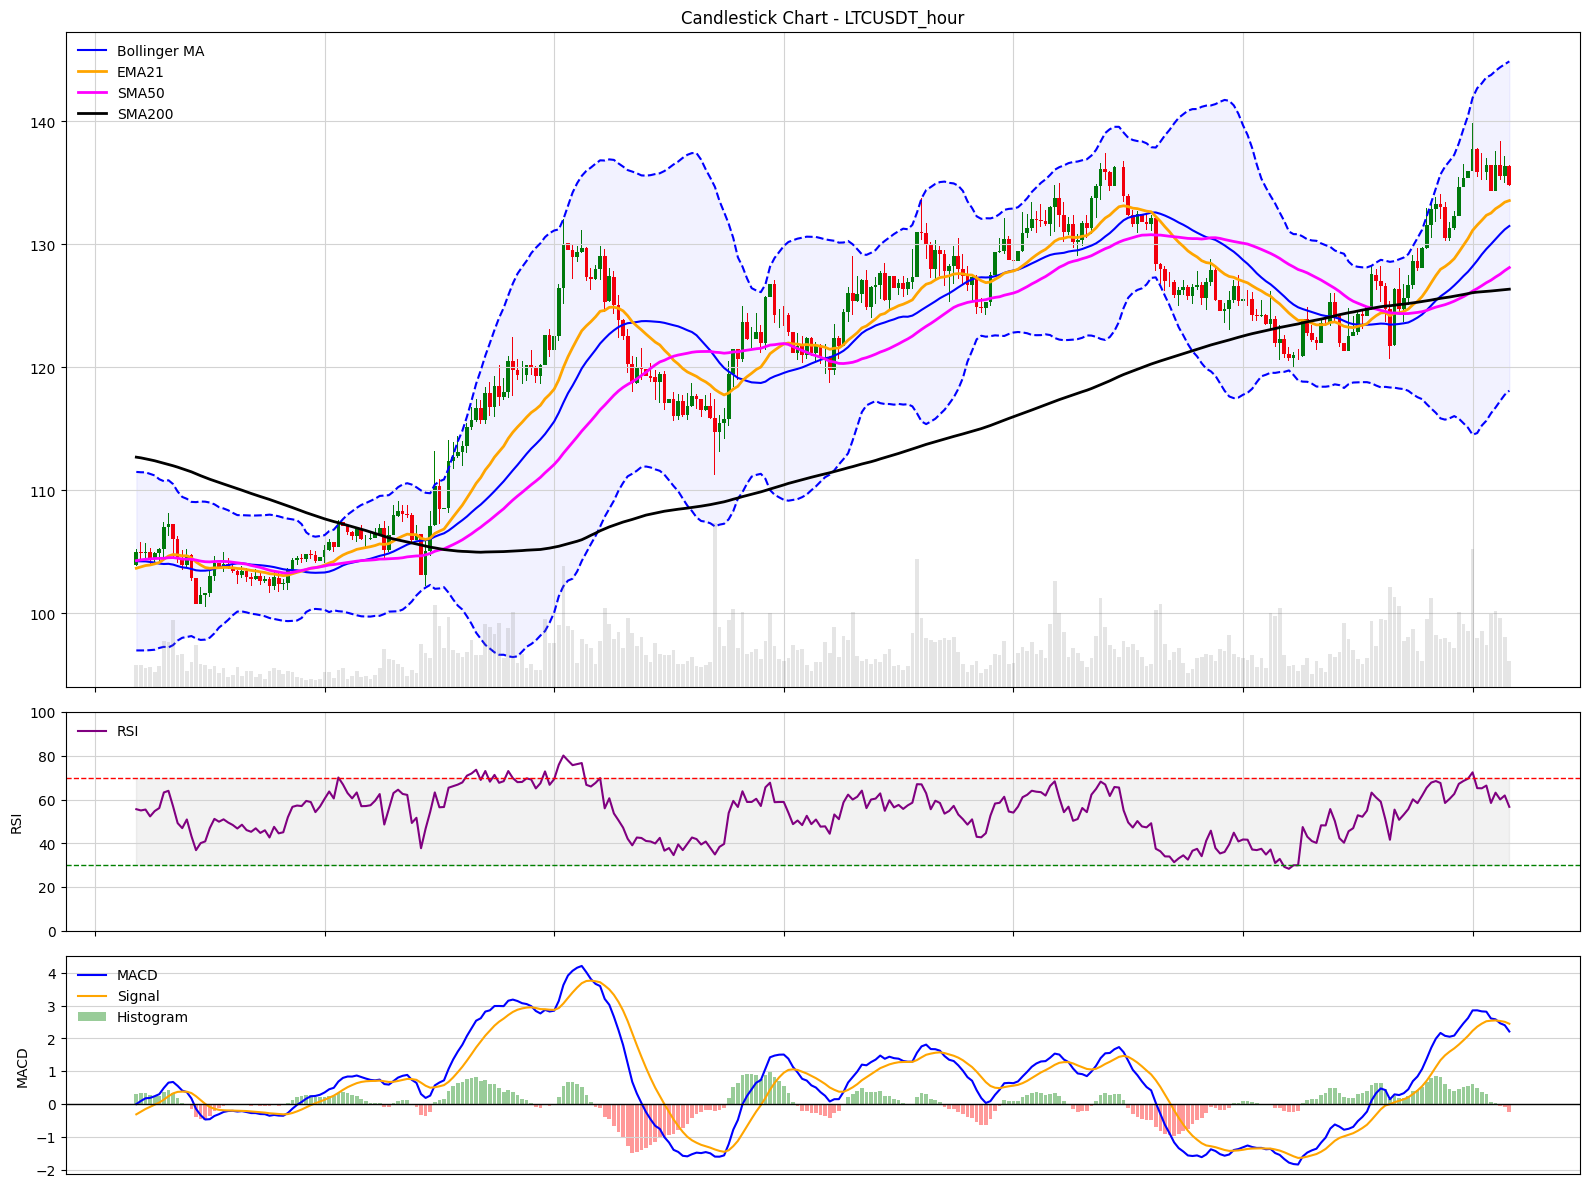 Candlestick Chart - LTCUSDT_hour
Bollinger MA
EMA21
SMA50
SMA200
140
130
120
110
100
RSI
100
80
60
40
20
0
RSI
MACD
Signal
Histogram
4
3
2
1
0
−1
−2
MACD